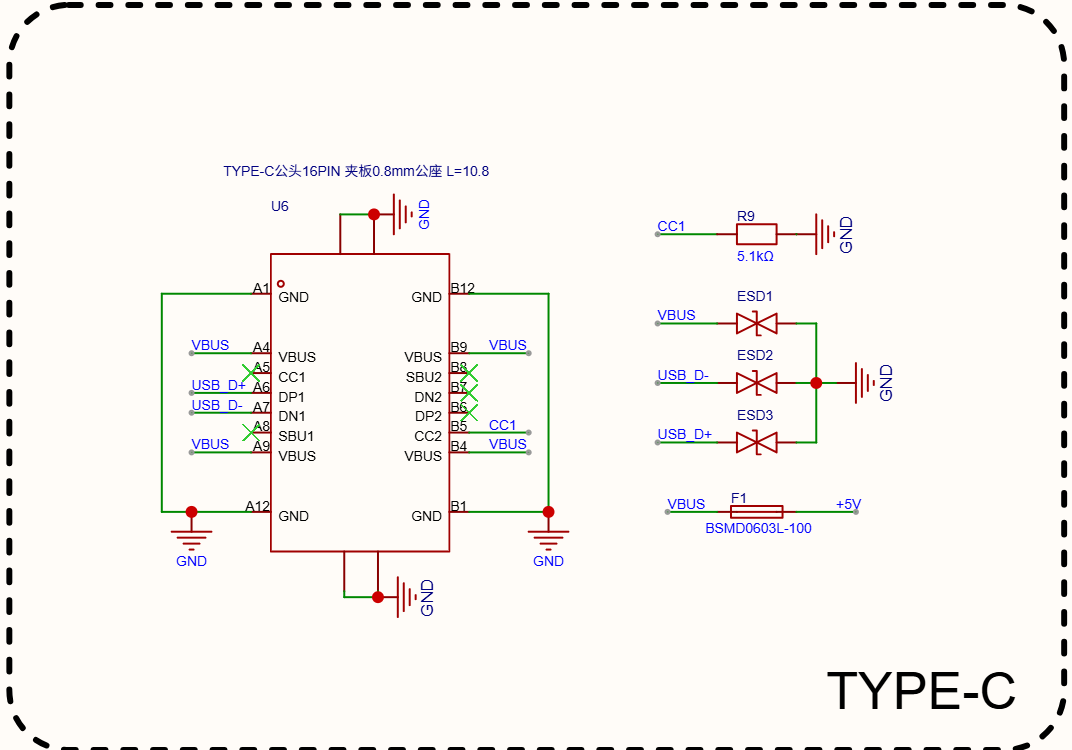 TYPE-C公头16PIN 夹板0.8mm公座 L=10.8
U6
GND
A1
GND
B12
GND
VBUS
A4
VBUS
B9
VBUS
VBUS
A5
CC1
B8
SBU2
USB_D+
A6
DP1
B7
DN2
USB_D-
A7
DN1
B6
DP2
A8
SBU1
B5
CC2
CC1
VBUS
A9
VBUS
B4
VBUS
VBUS
A12
GND
B1
GND
GND
GND
GND
CC1
R9
5.1kΩ
GND
VBUS
ESD1
USB_D-
ESD2
GND
USB_D+
ESD3
VBUS
F1
+5V
BSMD0603L-100
TYPE-C